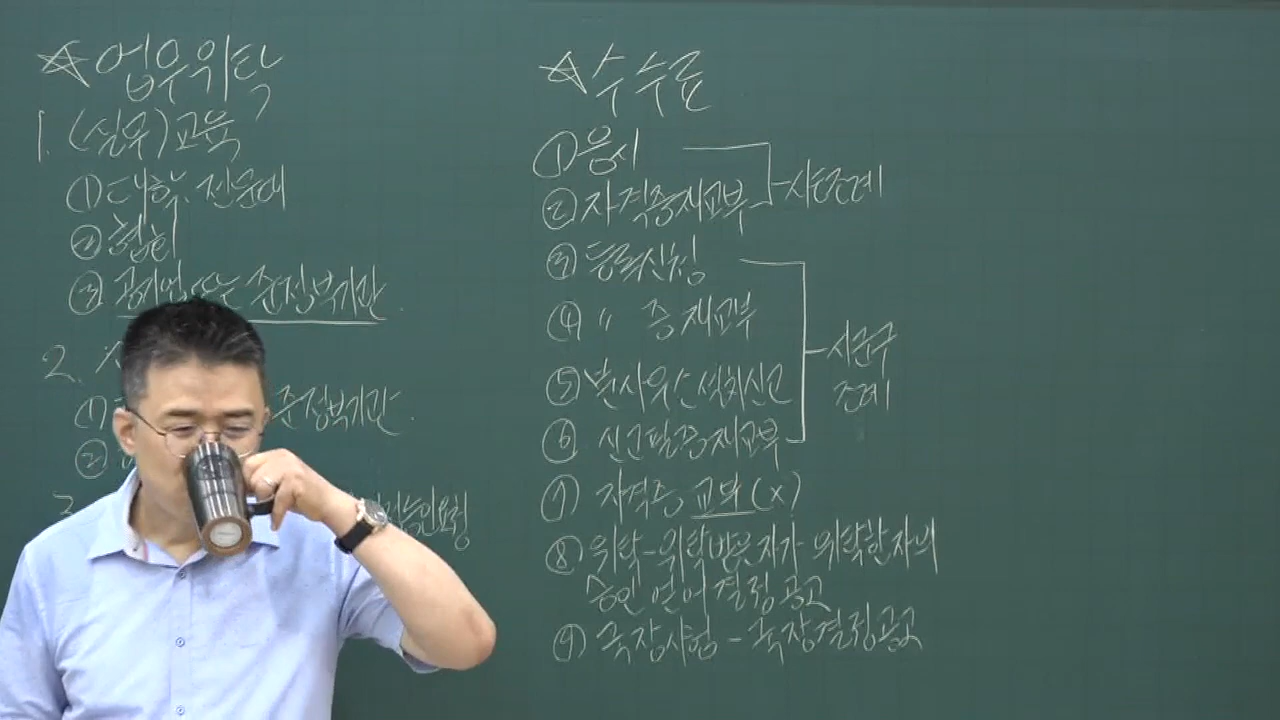 ☆업무위탁
1. (실무)교육
① 대학, 전문대
② 협회
③ 공기업 또는 준정부기관.
2.
① 준정부기관.
②
3.
☆수수료
① 응시
② 자격증재교부
시·도조례
③ 등록신청
④ 〃 증재교부
⑤ 분사무소 설치신고
⑥ 신고필증재교부
시군구
조례
⑦ 자격증 교부(×)
⑧ 위탁-위탁받은자가 위탁한자의
승인 얻어 결정 공고
⑨ 국장시험 - 국장결정공고